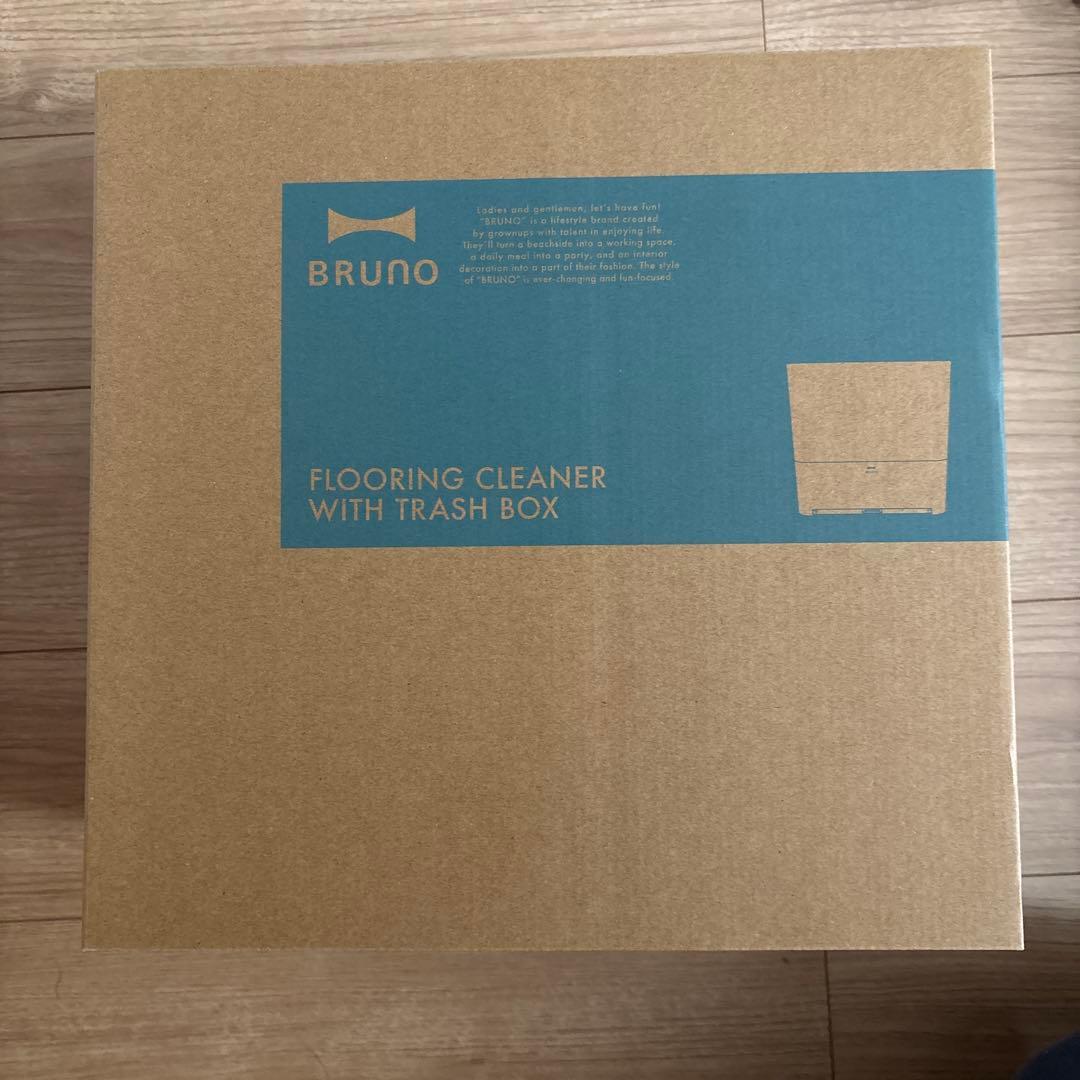 BRUNO
Ladies and gentlemen, let's have fun!
"BRUNO" is a lifestyle brand created
by grownups with talent in enjoying life.
They'll turn a beachside into a working space,
a daily meal into a party, and an interior
decoration into a part of their fashion. The style
of "BRUNO" is ever-changing and fun-focused.
FLOORING CLEANER
WITH TRASH BOX